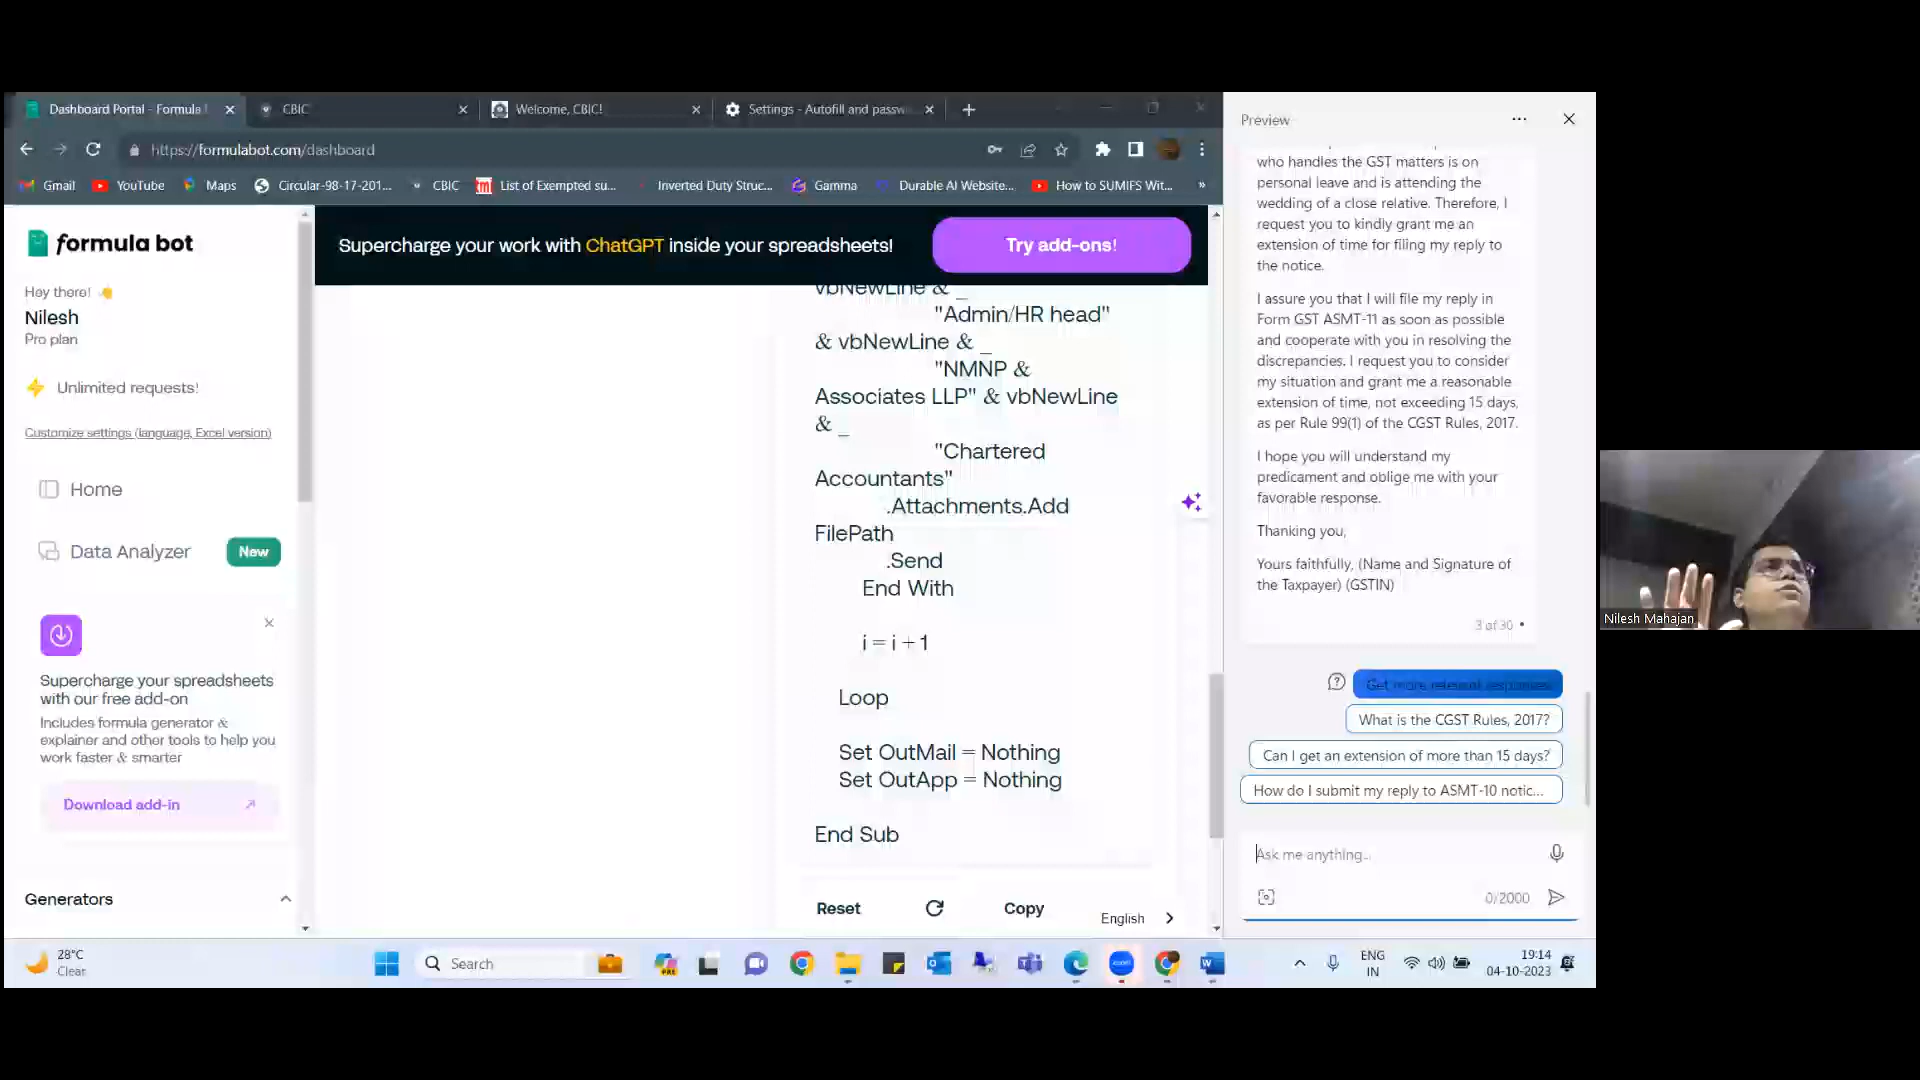 Dashboard Portal - Formula
CBIC
Welcome, CBIC!
Settings - Autofill and passw
https://formulabot.com/dashboard
Gmail
YouTube
Maps
Circular-98-17-201...
CBIC
List of Exempted su...
Inverted Duty Struc...
Gamma
Durable AI Website...
How to SUMIFS Wit...
»
formula bot
Hey there!
Nilesh
Pro plan
Unlimited requests!
Customize settings (language, Excel version)
Home
Data Analyzer
New
Supercharge your spreadsheets
with our free add-on
Includes formula generator &
explainer and other tools to help you
work faster & smarter
Download add-in
Generators
Supercharge your work with ChatGPT inside your spreadsheets!
Try add-ons!
vbNewLine & _
"Admin/HR head"
& vbNewLine & _
"NMNP &
Associates LLP" & vbNewLine
& _
"Chartered
Accountants"
.Attachments.Add
FilePath
.Send
End With
i = i + 1
Loop
Set OutMail = Nothing
Set OutApp = Nothing
End Sub
Reset
Copy
English
Preview
who handles the GST matters is on
personal leave and is attending the
wedding of a close relative. Therefore, I
request you to kindly grant me an
extension of time for filing my reply to
the notice.
I assure you that I will file my reply in
Form GST ASMT-11 as soon as possible
and cooperate with you in resolving the
discrepancies. I request you to consider
my situation and grant me a reasonable
extension of time, not exceeding 15 days,
as per Rule 99(1) of the CGST Rules, 2017.
I hope you will understand my
predicament and oblige me with your
favorable response.
Thanking you,
Yours faithfully, (Name and Signature of
the Taxpayer) (GSTIN)
3 of 30
Get more relevant responses
What is the CGST Rules, 2017?
Can I get an extension of more than 15 days?
How do I submit my reply to ASMT-10 notic...
Ask me anything...
0/2000
Nilesh Mahajan
28°C
Clear
Search
PRE
zoom
ENG
IN
19:14
04-10-2023